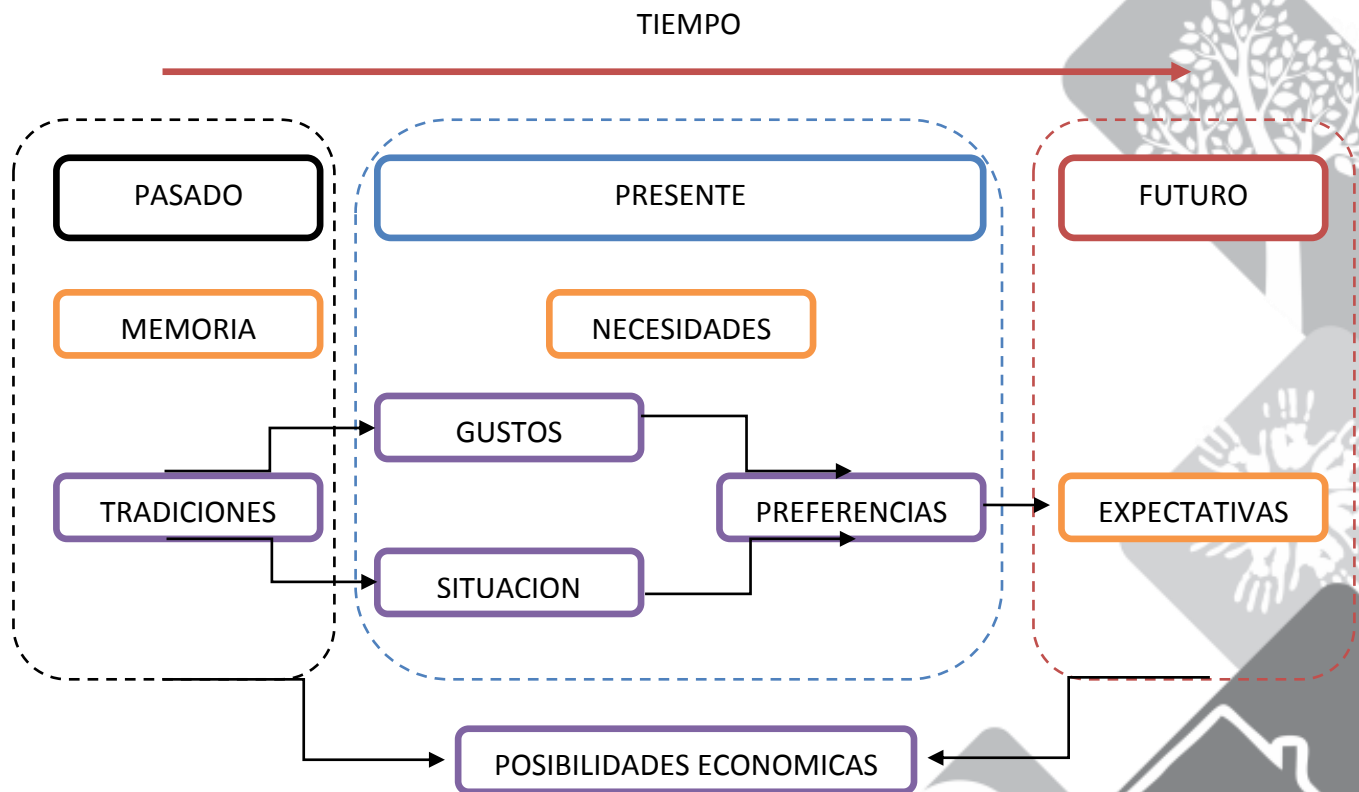 TIEMPO
PASADO
PRESENTE
FUTURO
MEMORIA
NECESIDADES
GUSTOS
TRADICIONES
PREFERENCIAS
EXPECTATIVAS
SITUACION
POSIBILIDADES ECONOMICAS